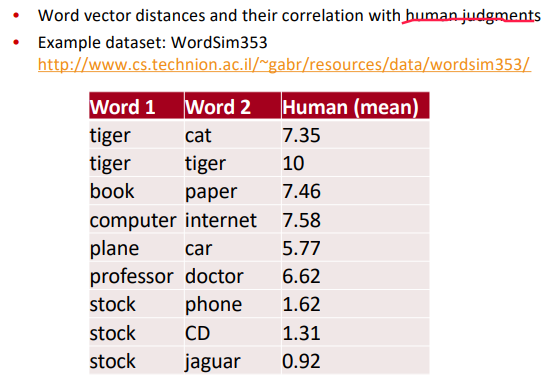 Word vector distances and their correlation with human judgments
Example dataset: WordSim353
http://www.cs.technion.ac.il/~gabr/resources/data/wordsim353/
Word 1 Word 2 Human (mean)
tiger cat 7.35
tiger tiger 10
book paper 7.46
computer internet 7.58
plane car 5.77
professor doctor 6.62
stock phone 1.62
stock CD 1.31
stock jaguar 0.92